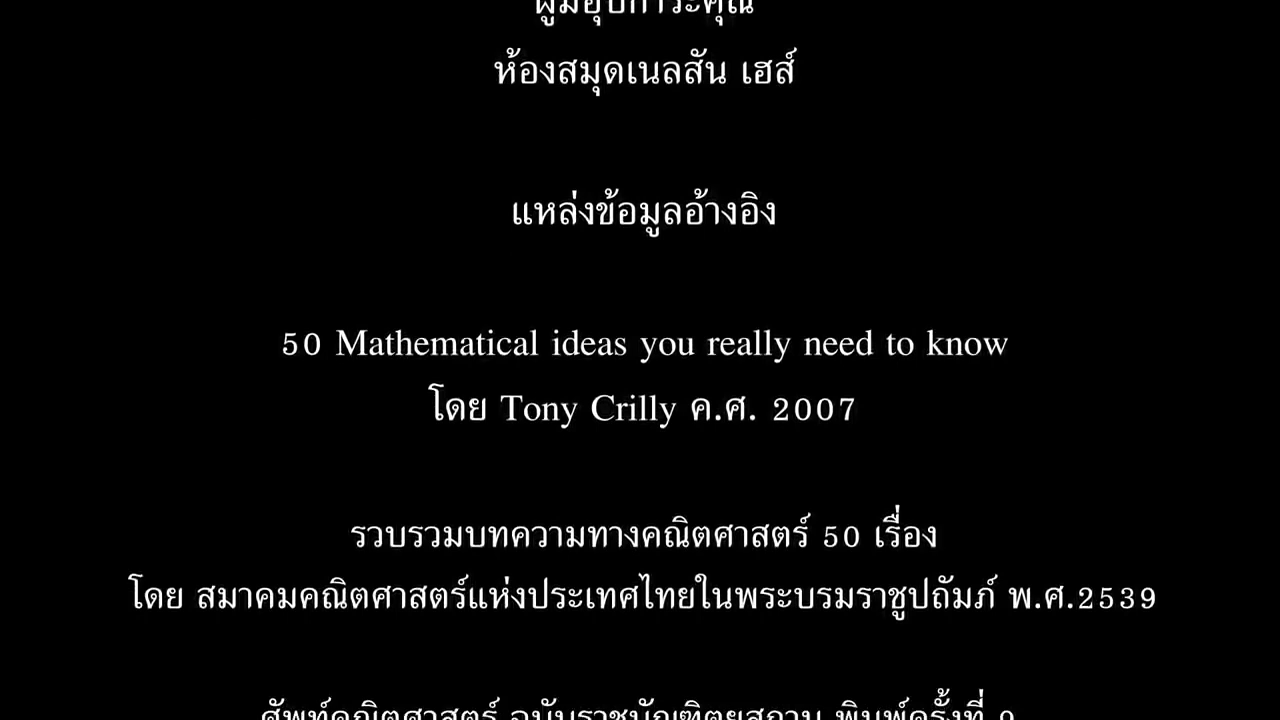 ผู้มีอุปการะคุณ
ห้องสมุดเนลสัน เฮส์
แหล่งข้อมูลอ้างอิง
50 Mathematical ideas you really need to know
โดย Tony Crilly ค.ศ. 2007
รวบรวมบทความทางคณิตศาสตร์ 50 เรื่อง
โดย สมาคมคณิตศาสตร์แห่งประเทศไทยในพระบรมราชูปถัมภ์ พ.ศ.2539
ศัพท์คณิตศาสตร์ ฉบับราชบัณฑิตยสถาน พิมพ์ครั้งที่